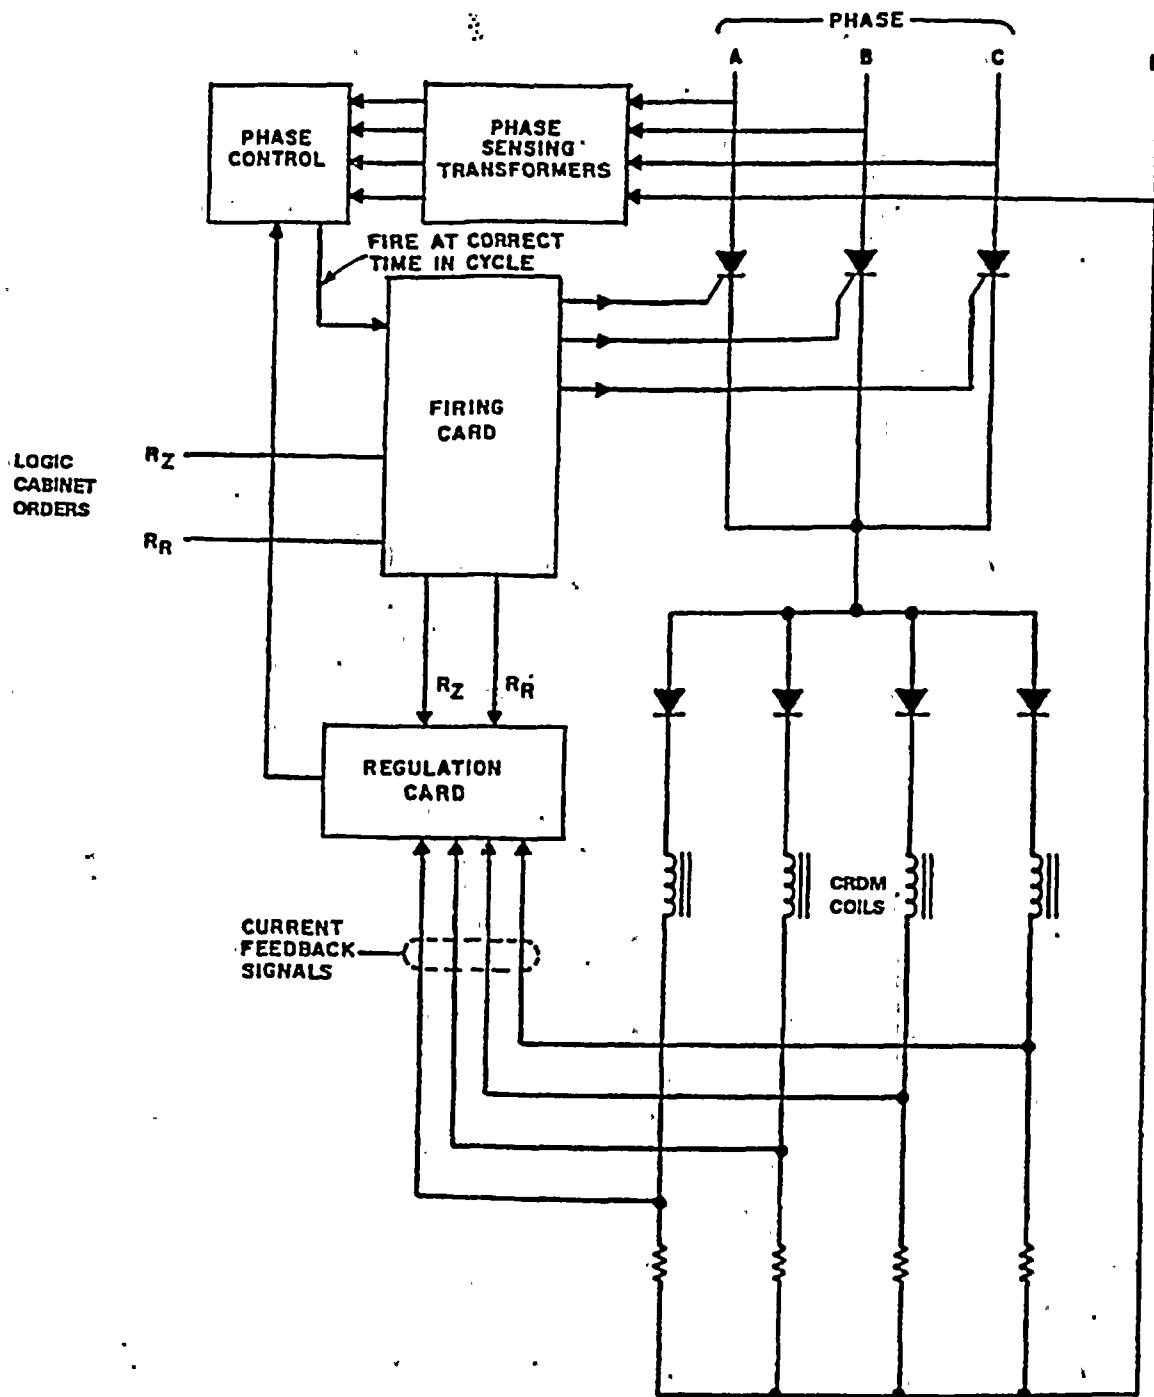 PHASE
A B C
PHASE
CONTROL
PHASE
SENSING
TRANSFORMERS
FIRE AT CORRECT
TIME IN CYCLE
FIRING
CARD
LOGIC
CABINET
ORDERS
RZ
RR
RZ RR
REGULATION
CARD
CRDM
COILS
CURRENT
FEEDBACK
SIGNALS